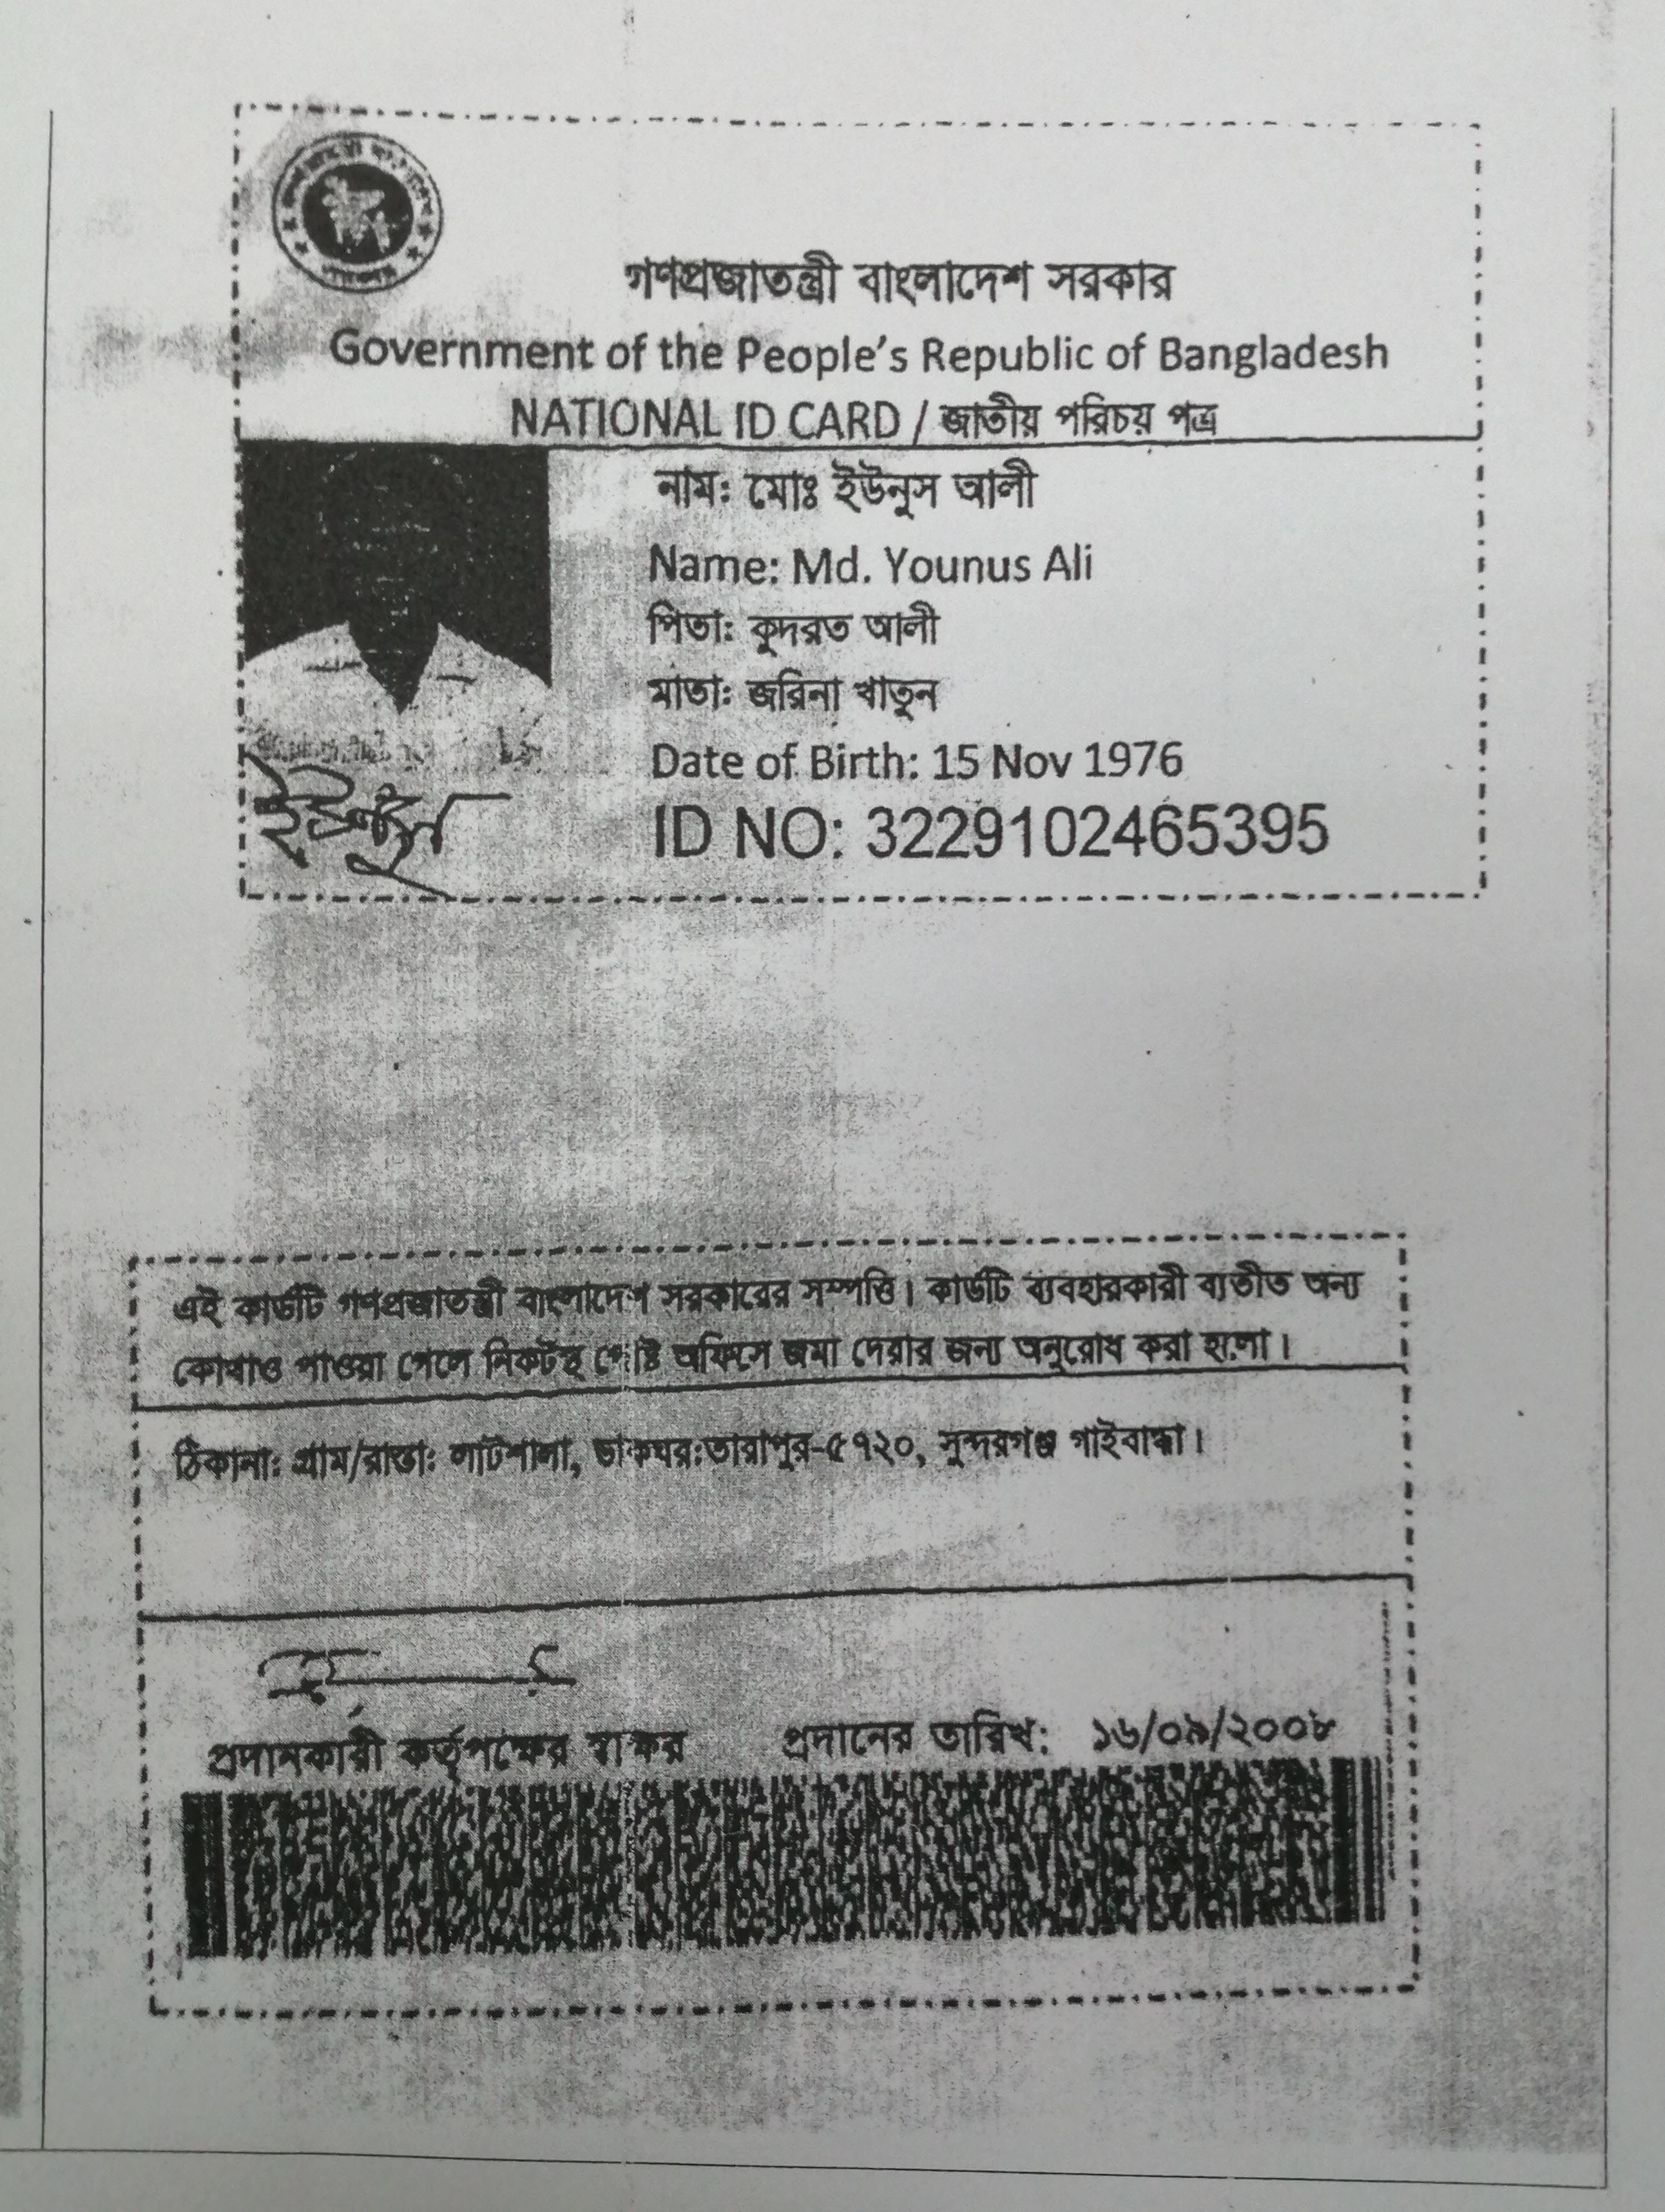 গণপ্রজাতন্ত্রী বাংলাদেশ সরকার
Government of the People's Republic of Bangladesh
NATIONAL ID CARD / জাতীয় পরিচয় পত্র
নাম: মোঃ ইউনুস আলী
Name: Md. Younus Ali
পিতা: কুদরত আলী
মাতা: জরিনা খাতুন
Date of Birth: 15 Nov 1976
ID NO: 3229102465395
এই কার্ডটি গণপ্রজাতন্ত্রী বাংলাদেশ সরকারের সম্পত্তি। কার্ডটি ব্যবহারকারী ব্যতীত অন্য
কোথাও পাওয়া গেলে নিকটস্থ পোষ্ট অফিসে জমা দেয়ার জন্য অনুরোধ করা হলো।
ঠিকানা: গ্রাম/রাস্তা: লাটশালা, ডাকঘর:তারাপুর-৫৭২০, সুন্দরগঞ্জ গাইবান্ধা।
প্রদানকারী কর্তৃপক্ষের স্বাক্ষর প্রদানের তারিখ: ১৬/০৯/২০০৮